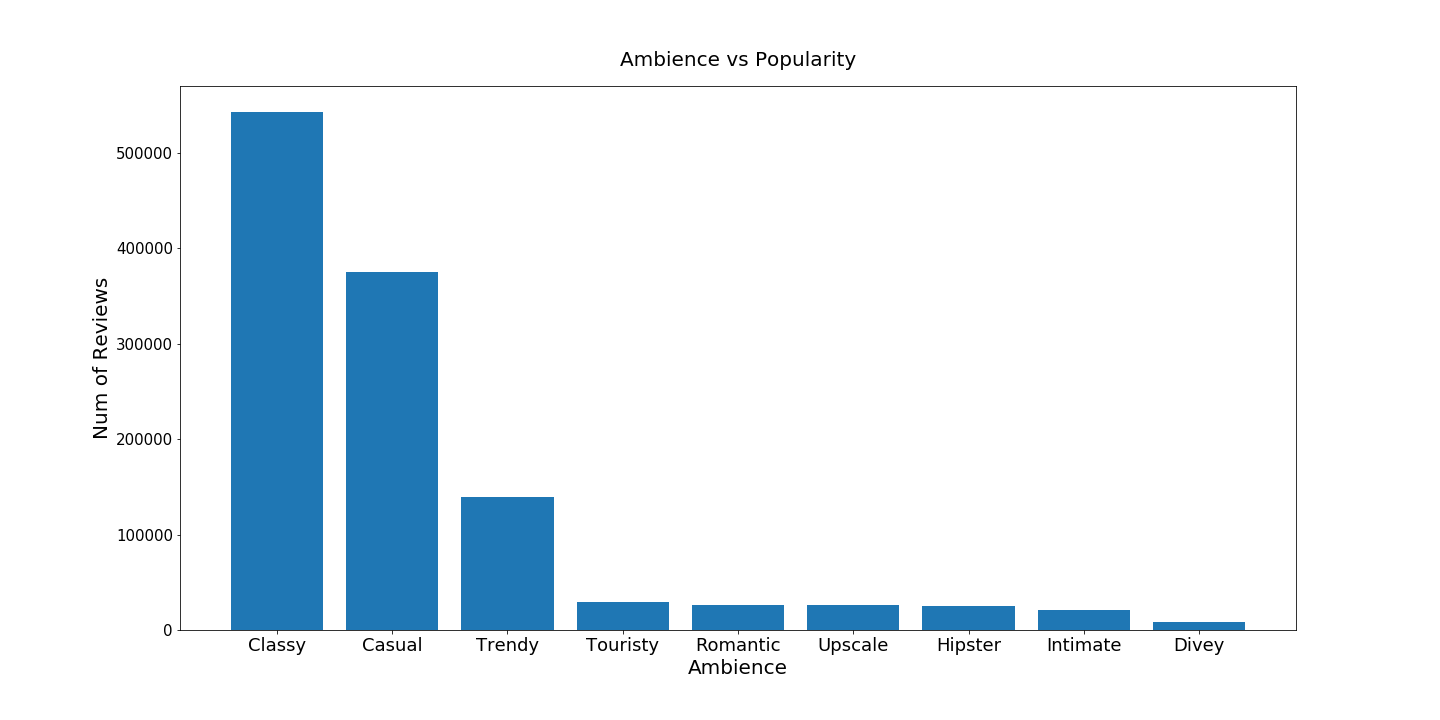 Ambience vs Popularity
Num of Reviews
500000
400000
300000
200000
100000
0
Classy Casual Trendy Touristy Romantic Upscale Hipster Intimate Divey
Ambience